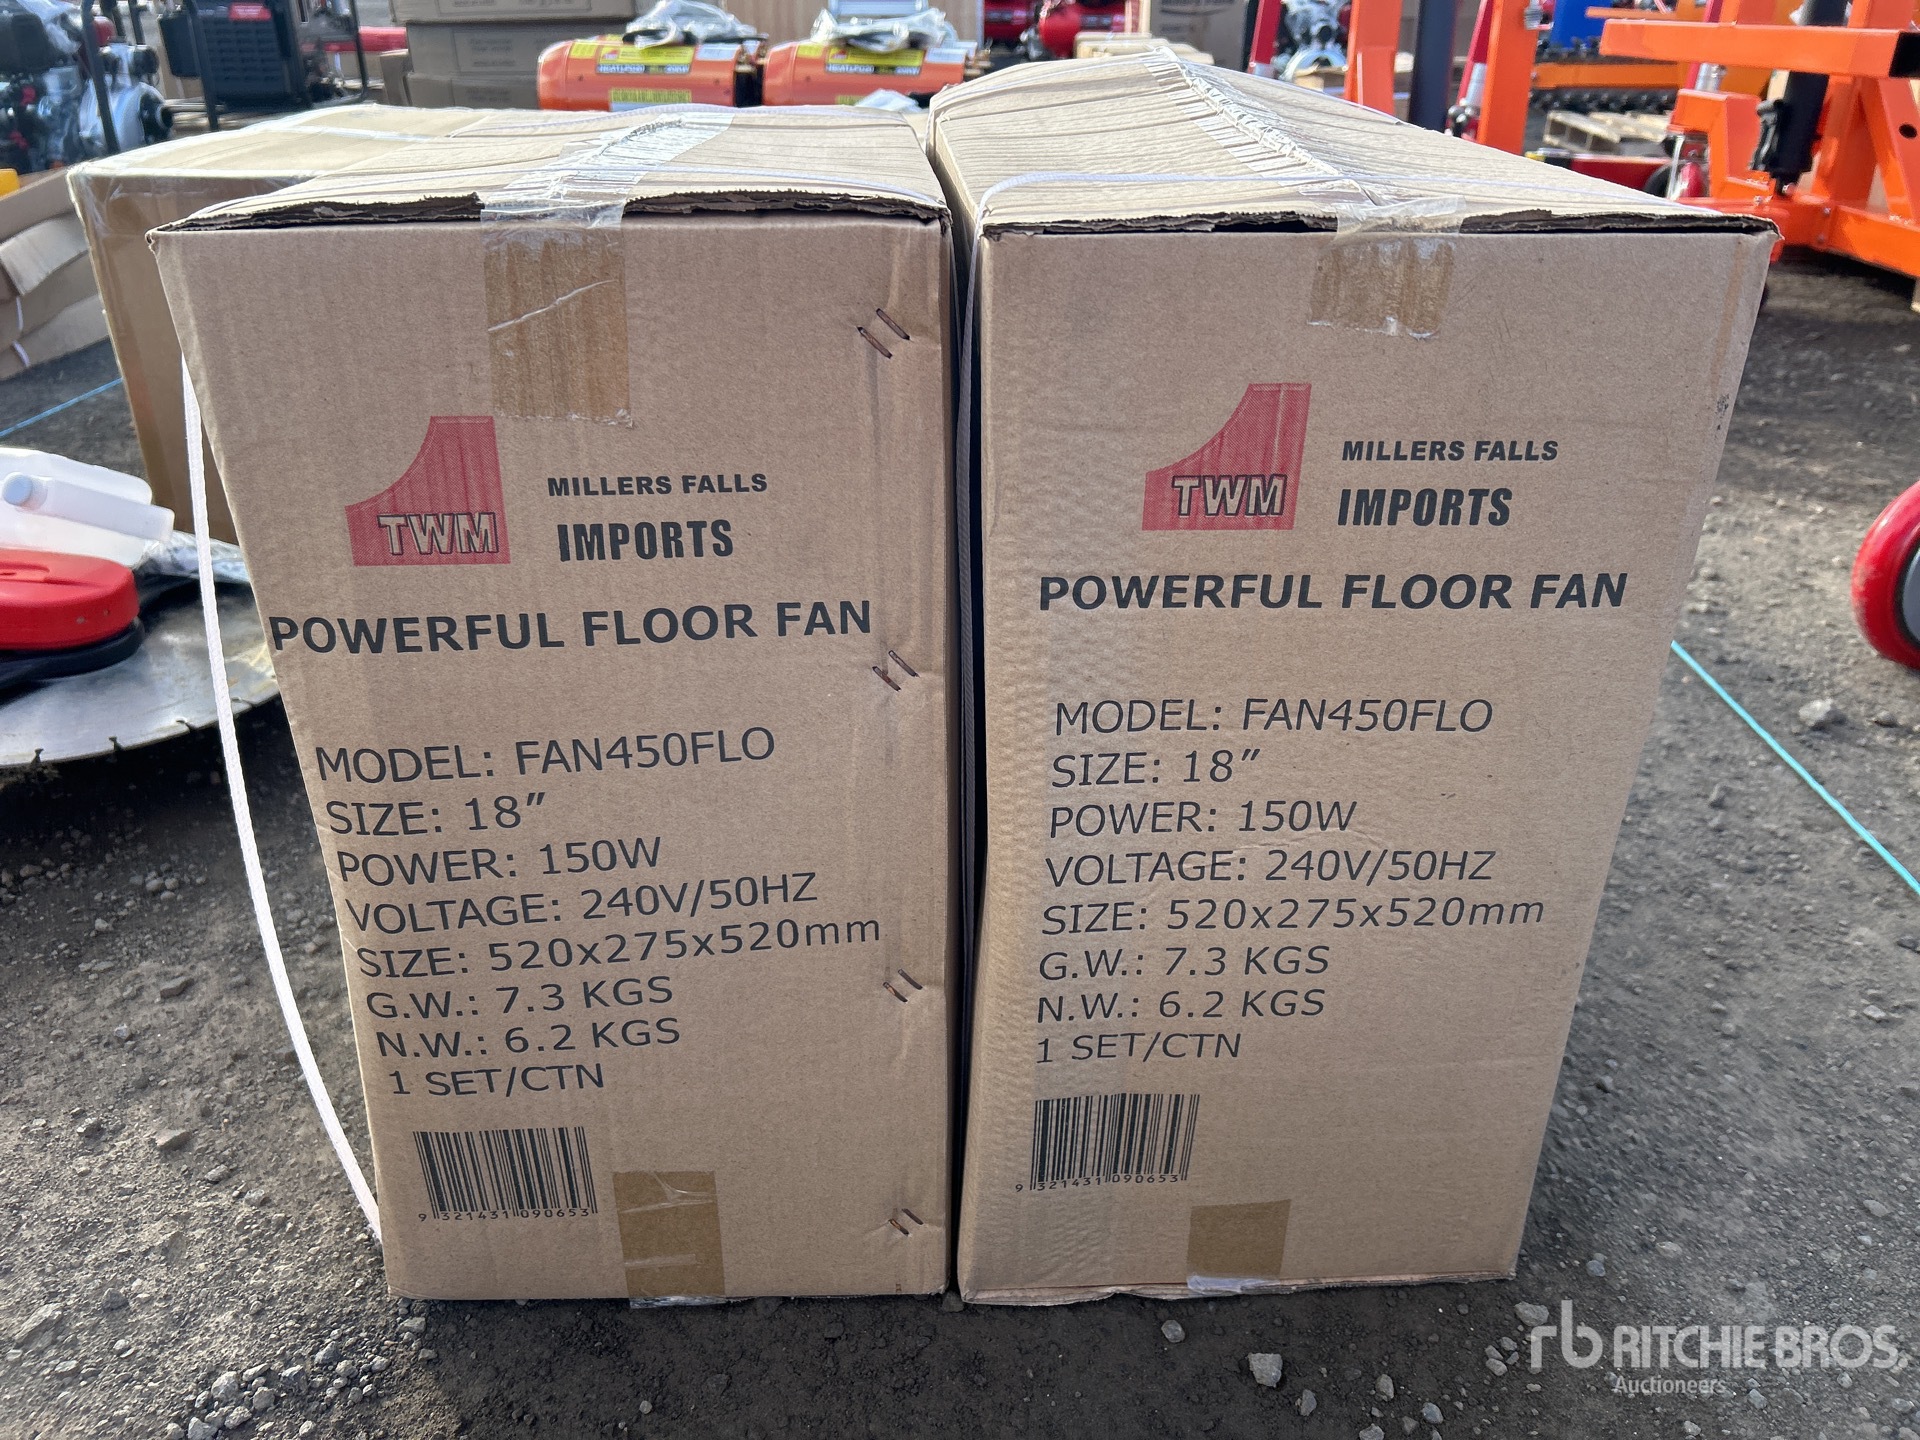 TWM
MILLERS FALLS
IMPORTS
POWERFUL FLOOR FAN
MODEL: FAN450FLO
SIZE: 18"
POWER: 150W
VOLTAGE: 240V/50HZ
SIZE: 520x275x520mm
G.W.: 7.3 KGS
N.W.: 6.2 KGS
1 SET/CTN
9 321431 090653
TWM
MILLERS FALLS
IMPORTS
POWERFUL FLOOR FAN
MODEL: FAN450FLO
SIZE: 18"
POWER: 150W
VOLTAGE: 240V/50HZ
SIZE: 520x275x520mm
G.W.: 7.3 KGS
N.W.: 6.2 KGS
1 SET/CTN
9 321431 090653
rb RITCHIE BROS.
Auctioneers